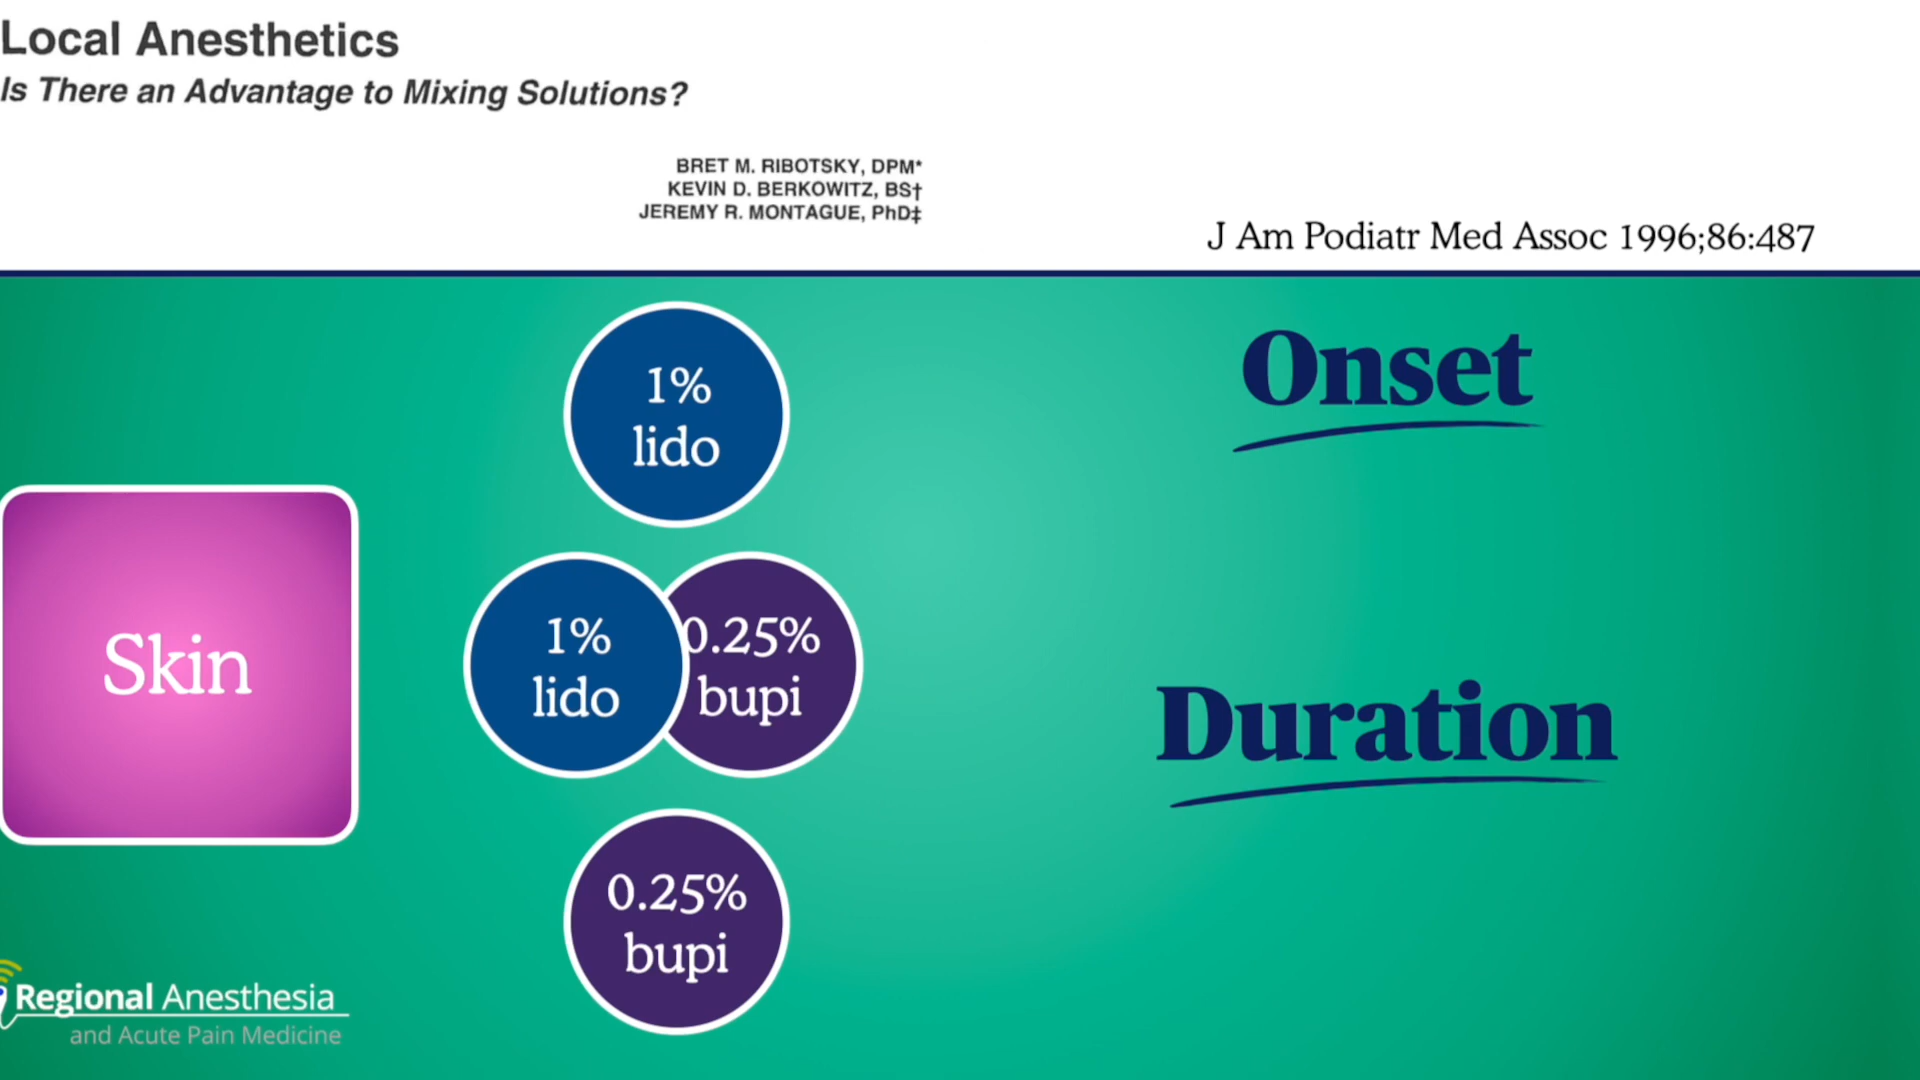 Local Anesthetics
Is There an Advantage to Mixing Solutions?
BRET M. RIBOTSKY, DPM*
KEVIN D. BERKOWITZ, BS†
JEREMY R. MONTAGUE, PhD‡
J Am Podiatr Med Assoc 1996;86:487
1%
lido
Onset
Skin
1%
lido
0.25%
bupi
Duration
0.25%
bupi
Regional Anesthesia
and Acute Pain Medicine